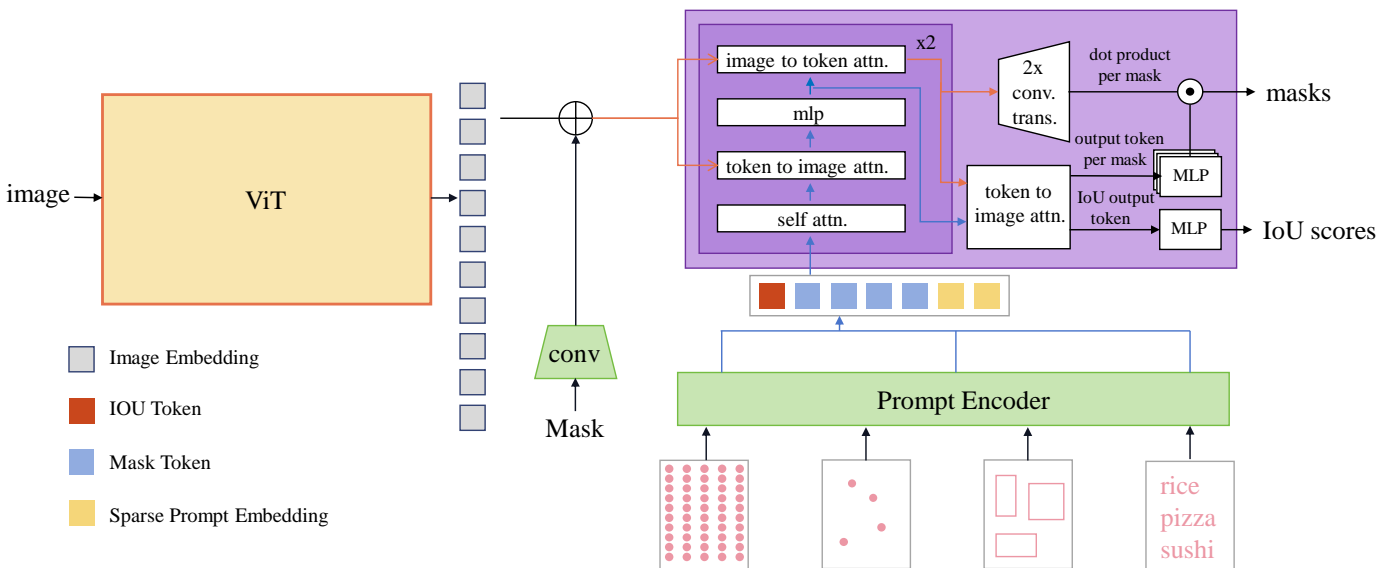 image
ViT
Image Embedding
IOU Token
Mask Token
Sparse Prompt Embedding
conv
Mask
x2
image to token attn.
mlp
token to image attn.
self attn.
2x
conv.
trans.
dot product
per mask
masks
output token
per mask
MLP
token to
image attn.
IoU output
token
MLP
IoU scores
Prompt Encoder
rice
pizza
sushi